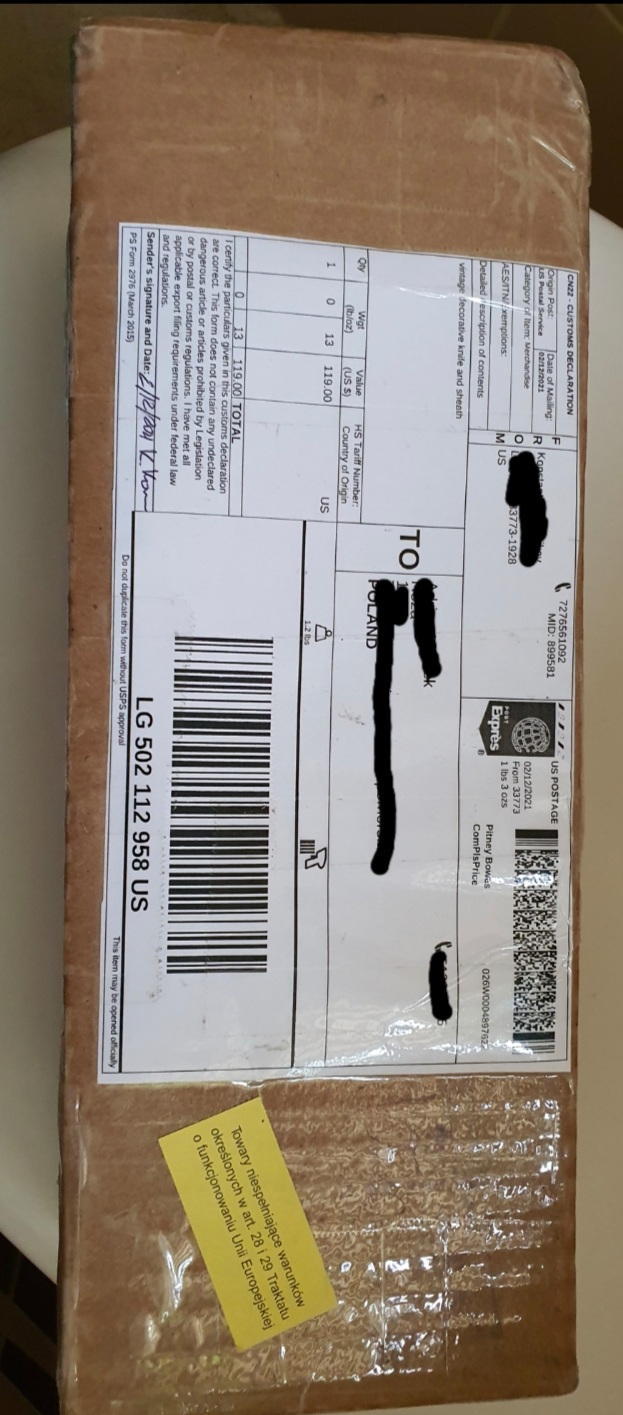 CN22 - CUSTOMS DECLARATION
Origin Post: US Postal Service
Date of Mailing: 02/12/2021
Category of Item: Merchandise
AES/ITN/Exemptions:
Detailed description of contents
vintage decorative knife and sheath
Qty Wgt (lb/oz) Value (US $) HS Tariff Number: Country of Origin
1 0 13 119.00 US
0 13 119.00 TOTAL
I certify the particulars given in this customs declaration
are correct. This form does not contain any undeclared
dangerous article or articles prohibited by Legislation
or by postal or customs regulations. I have met all
applicable export filing requirements under federal law
and regulations.
Sender's signature and Date:
PS Form 2976 (March 2015)
FROM
3773-1928
US
7276561092
MID: 899581
US POSTAGE
POST Exprés
02/12/2021
From 33773
1 lbs 3 ozs
Pitney Bowes
ComPlsPrice
026W0004897627
TO
POLAND
1.2 lbs
LG 502 112 958 US
Do not duplicate this form without USPS approval
This item may be opened officially
Towary niespełniające warunków
określonych w art. 28 i 29 Traktatu
o funkcjonowaniu Unii Europejskiej